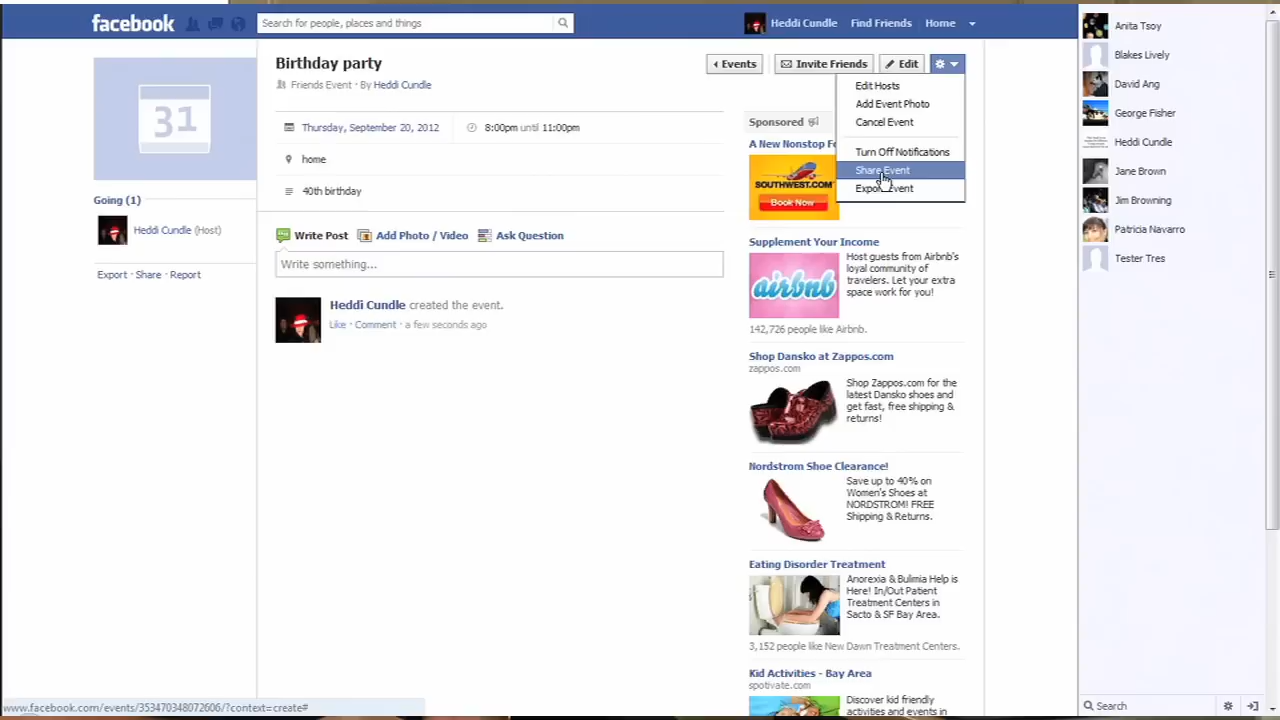 facebook
Search for people, places and things
Heddi Cundle
Find Friends
Home
Birthday party
Friends Event · By Heddi Cundle
Events
Invite Friends
Edit
Edit Hosts
Add Event Photo
Cancel Event
Turn Off Notifications
Share Event
Export Event
31
Thursday, September 20, 2012
8:00pm until 11:00pm
home
40th birthday
Going (1)
Heddi Cundle (Host)
Export · Share · Report
Write Post
Add Photo / Video
Ask Question
Write something...
Heddi Cundle created the event.
Like · Comment · a few seconds ago
Sponsored
A New Nonstop
SOUTHWEST.COM
Book Now
Supplement Your Income
airbnb
Host guests from Airbnb's
loyal community of
travelers. Let your extra
space work for you!
142,726 people like Airbnb.
Shop Dansko at Zappos.com
zappos.com
Shop Zappos.com for the
latest Dansko shoes and
get fast, free shipping &
returns!
Nordstrom Shoe Clearance!
Save up to 40% on
Women's Shoes at
NORDSTROM! FREE
Shipping & Returns.
Eating Disorder Treatment
Anorexia & Bulimia Help is
Here! In/Out Patient
Treatment Centers in
Sacto & SF Bay Area.
3,152 people like New Dawn Treatment Centers.
Kid Activities - Bay Area
spotivate.com
Discover kid friendly
activities and events in
Anita Tsoy
Blakes Lively
David Ang
George Fisher
Heddi Cundle
Jane Brown
Jim Browning
Patricia Navarro
Tester Tres
Search
www.facebook.com/events/353470348072606/?context=create#